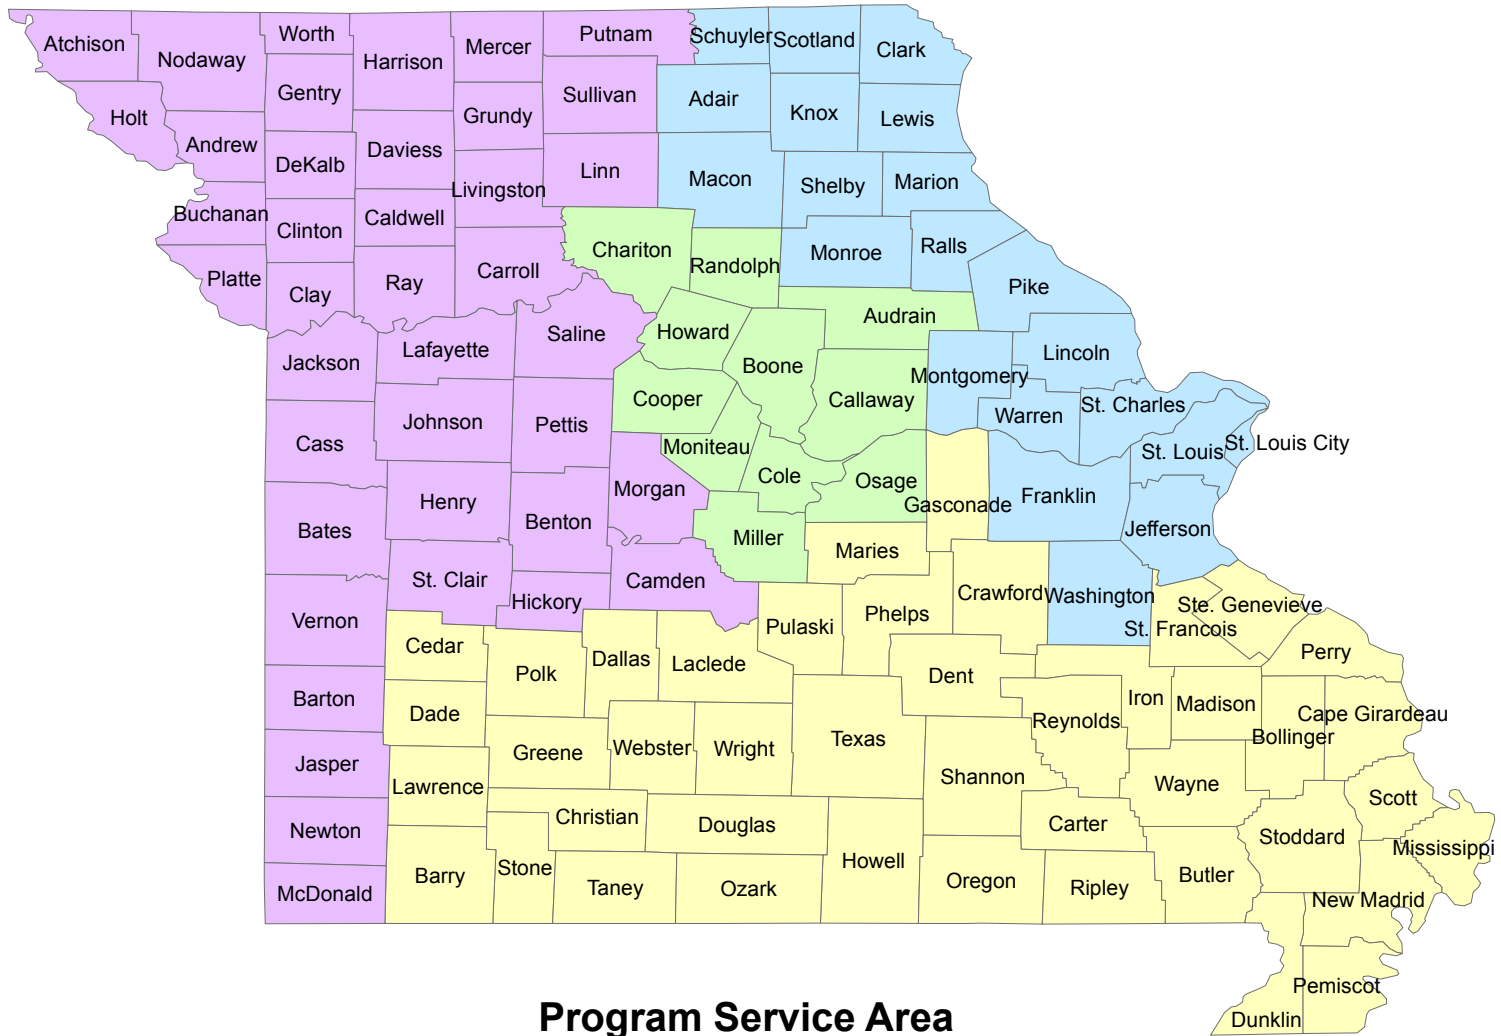 Atchison
Nodaway
Worth
Harrison
Mercer
Putnam
Schuyler
Scotland
Clark
Holt
Gentry
Grundy
Sullivan
Adair
Knox
Lewis
Andrew
DeKalb
Daviess
Livingston
Linn
Macon
Shelby
Marion
Buchanan
Clinton
Caldwell
Chariton
Randolph
Monroe
Ralls
Platte
Clay
Ray
Carroll
Pike
Jackson
Lafayette
Saline
Howard
Boone
Audrain
Lincoln
Cass
Johnson
Pettis
Cooper
Callaway
Montgomery
Warren
St. Charles
St. Louis
St. Louis City
Moniteau
Cole
Osage
Gasconade
Franklin
Jefferson
Bates
Henry
Benton
Morgan
Miller
Maries
Vernon
St. Clair
Hickory
Camden
Pulaski
Phelps
Crawford
Washington
St. Francois
Ste. Genevieve
Perry
Cedar
Polk
Dallas
Laclede
Dent
Iron
Madison
Barton
Dade
Reynolds
Bollinger
Cape Girardeau
Jasper
Greene
Webster
Wright
Texas
Shannon
Wayne
Scott
Lawrence
Christian
Douglas
Carter
Stoddard
Mississippi
Newton
Barry
Stone
Taney
Ozark
Howell
Oregon
Ripley
Butler
New Madrid
McDonald
Pemiscot
Dunklin
Program Service Area